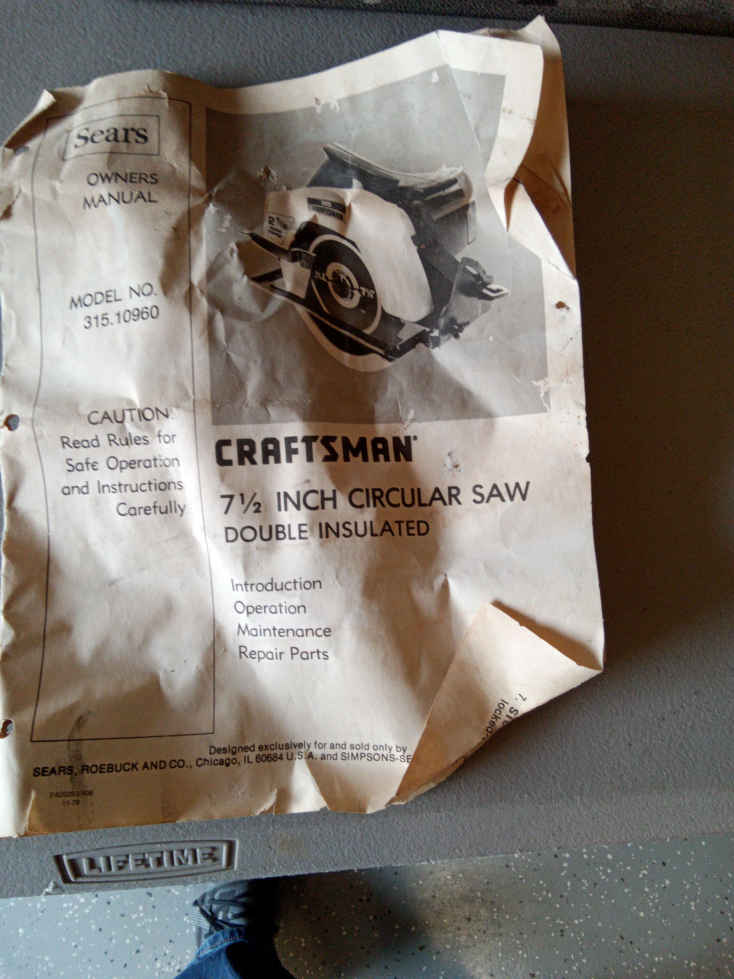 Sears
OWNERS
MANUAL
MODEL NO.
315.10960
CAUTION:
Read Rules for
Safe Operation
and Instructions
Carefully
CRAFTSMAN
7½ INCH CIRCULAR SAW
DOUBLE INSULATED
Introduction
Operation
Maintenance
Repair Parts
Designed exclusively for and sold only by
SEARS, ROEBUCK AND CO., Chicago, IL 60684 U.S.A. and SIMPSONS-SE
LIFETIME